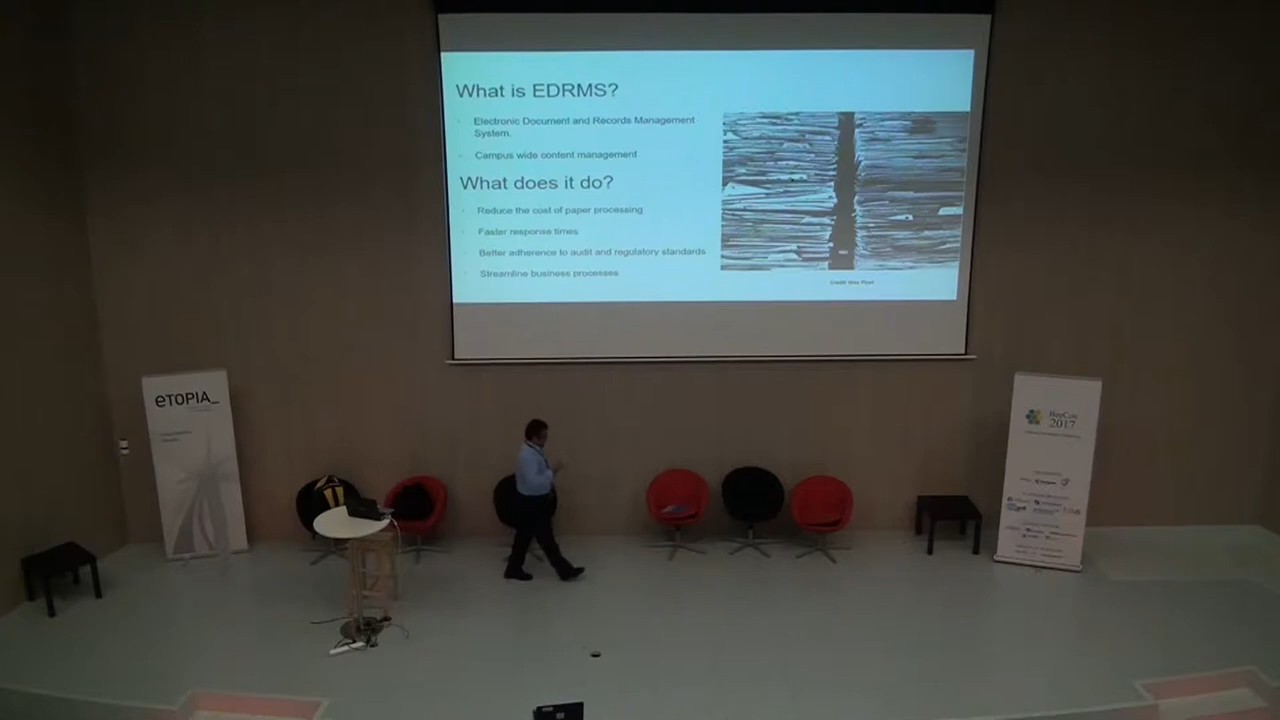 What is EDRMS?
Electronic Document and Records Management
System.
Campus wide content management
What does it do?
Reduce the cost of paper processing
Faster response times
Better adherence to audit and regulatory standards
Streamline business processes
eTOPIA_
2017